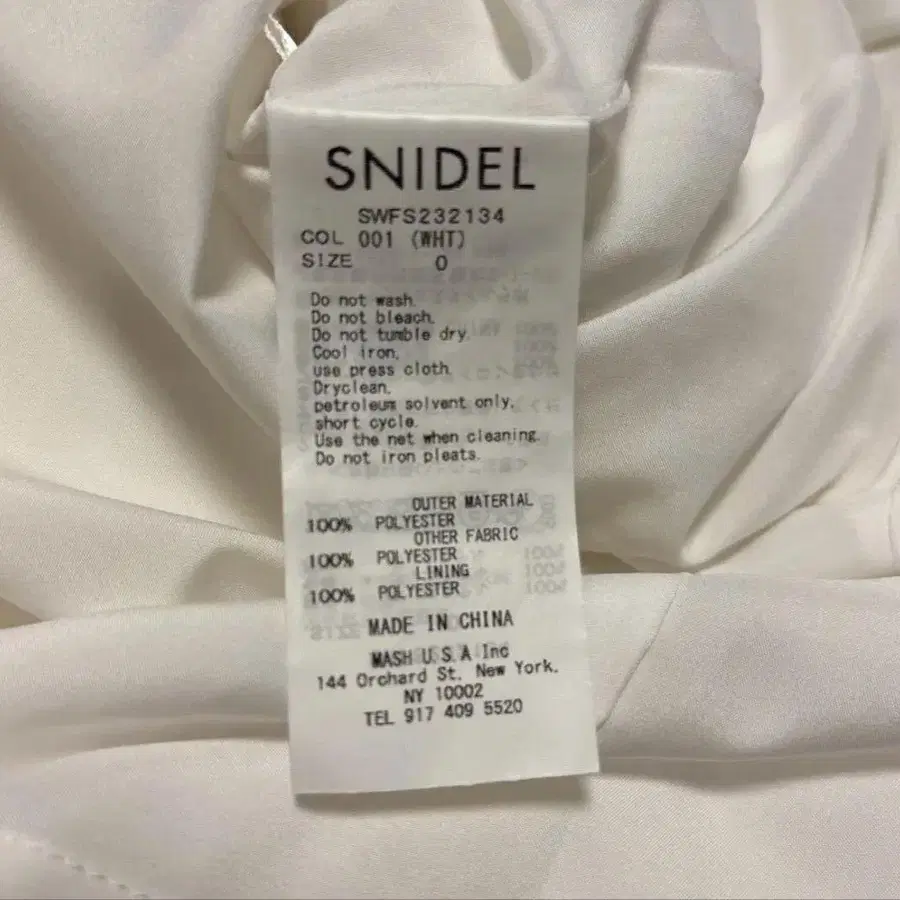 SNIDEL
SWFS232134
COL 001 (WHT)
SIZE 0
Do not wash.
Do not bleach.
Do not tumble dry.
Cool iron,
use press cloth.
Dryclean,
petroleum solvent only,
short cycle.
Use the net when cleaning.
Do not iron pleats.
OUTER MATERIAL
100% POLYESTER
OTHER FABRIC
100% POLYESTER
LINING
100% POLYESTER
MADE IN CHINA
MASH U.S.A Inc
144 Orchard St. New York.
NY 10002
TEL 917 409 5520